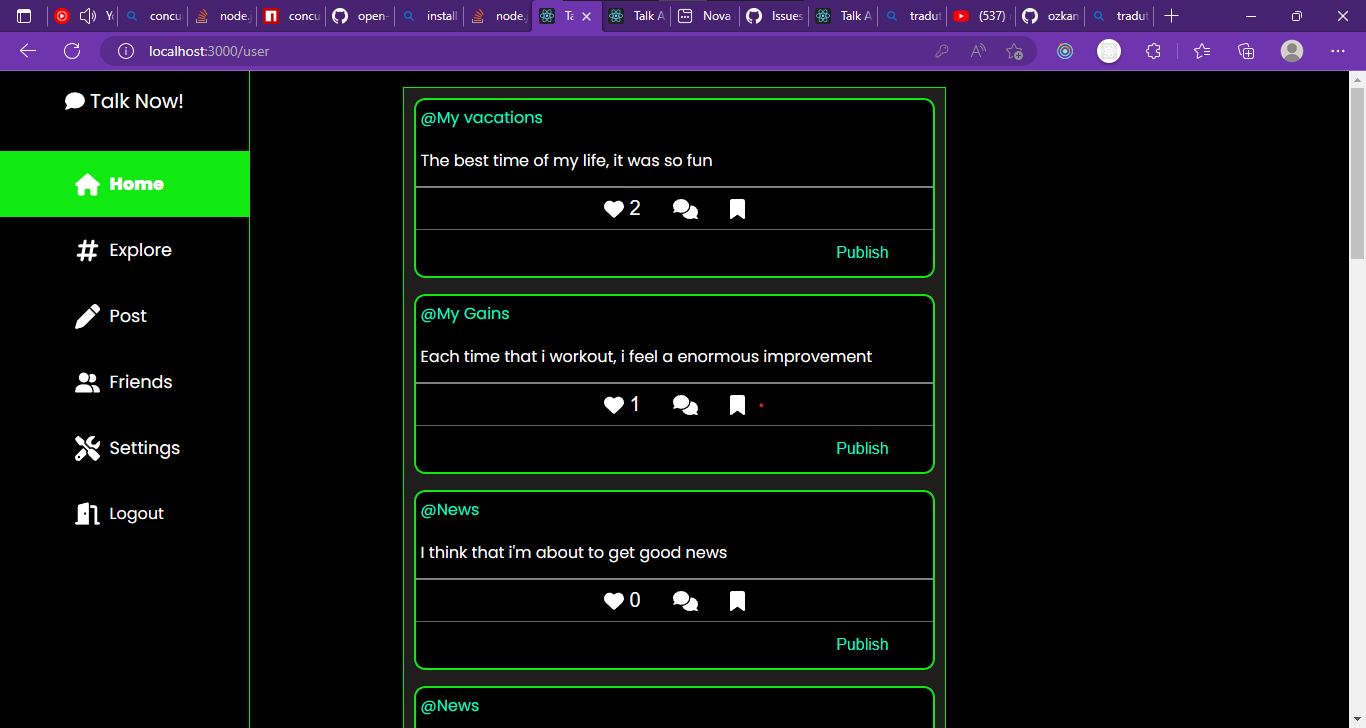 concu
node.
concu
open-
install
node.
Ta
Talk A
Nova
Issues
Talk A
tradut
(537)
ozkan
tradut
localhost:3000/user
Talk Now!
Home
Explore
Post
Friends
Settings
Logout
@My vacations
The best time of my life, it was so fun
2
Publish
@My Gains
Each time that i workout, i feel a enormous improvement
1
Publish
@News
I think that i'm about to get good news
0
Publish
@News